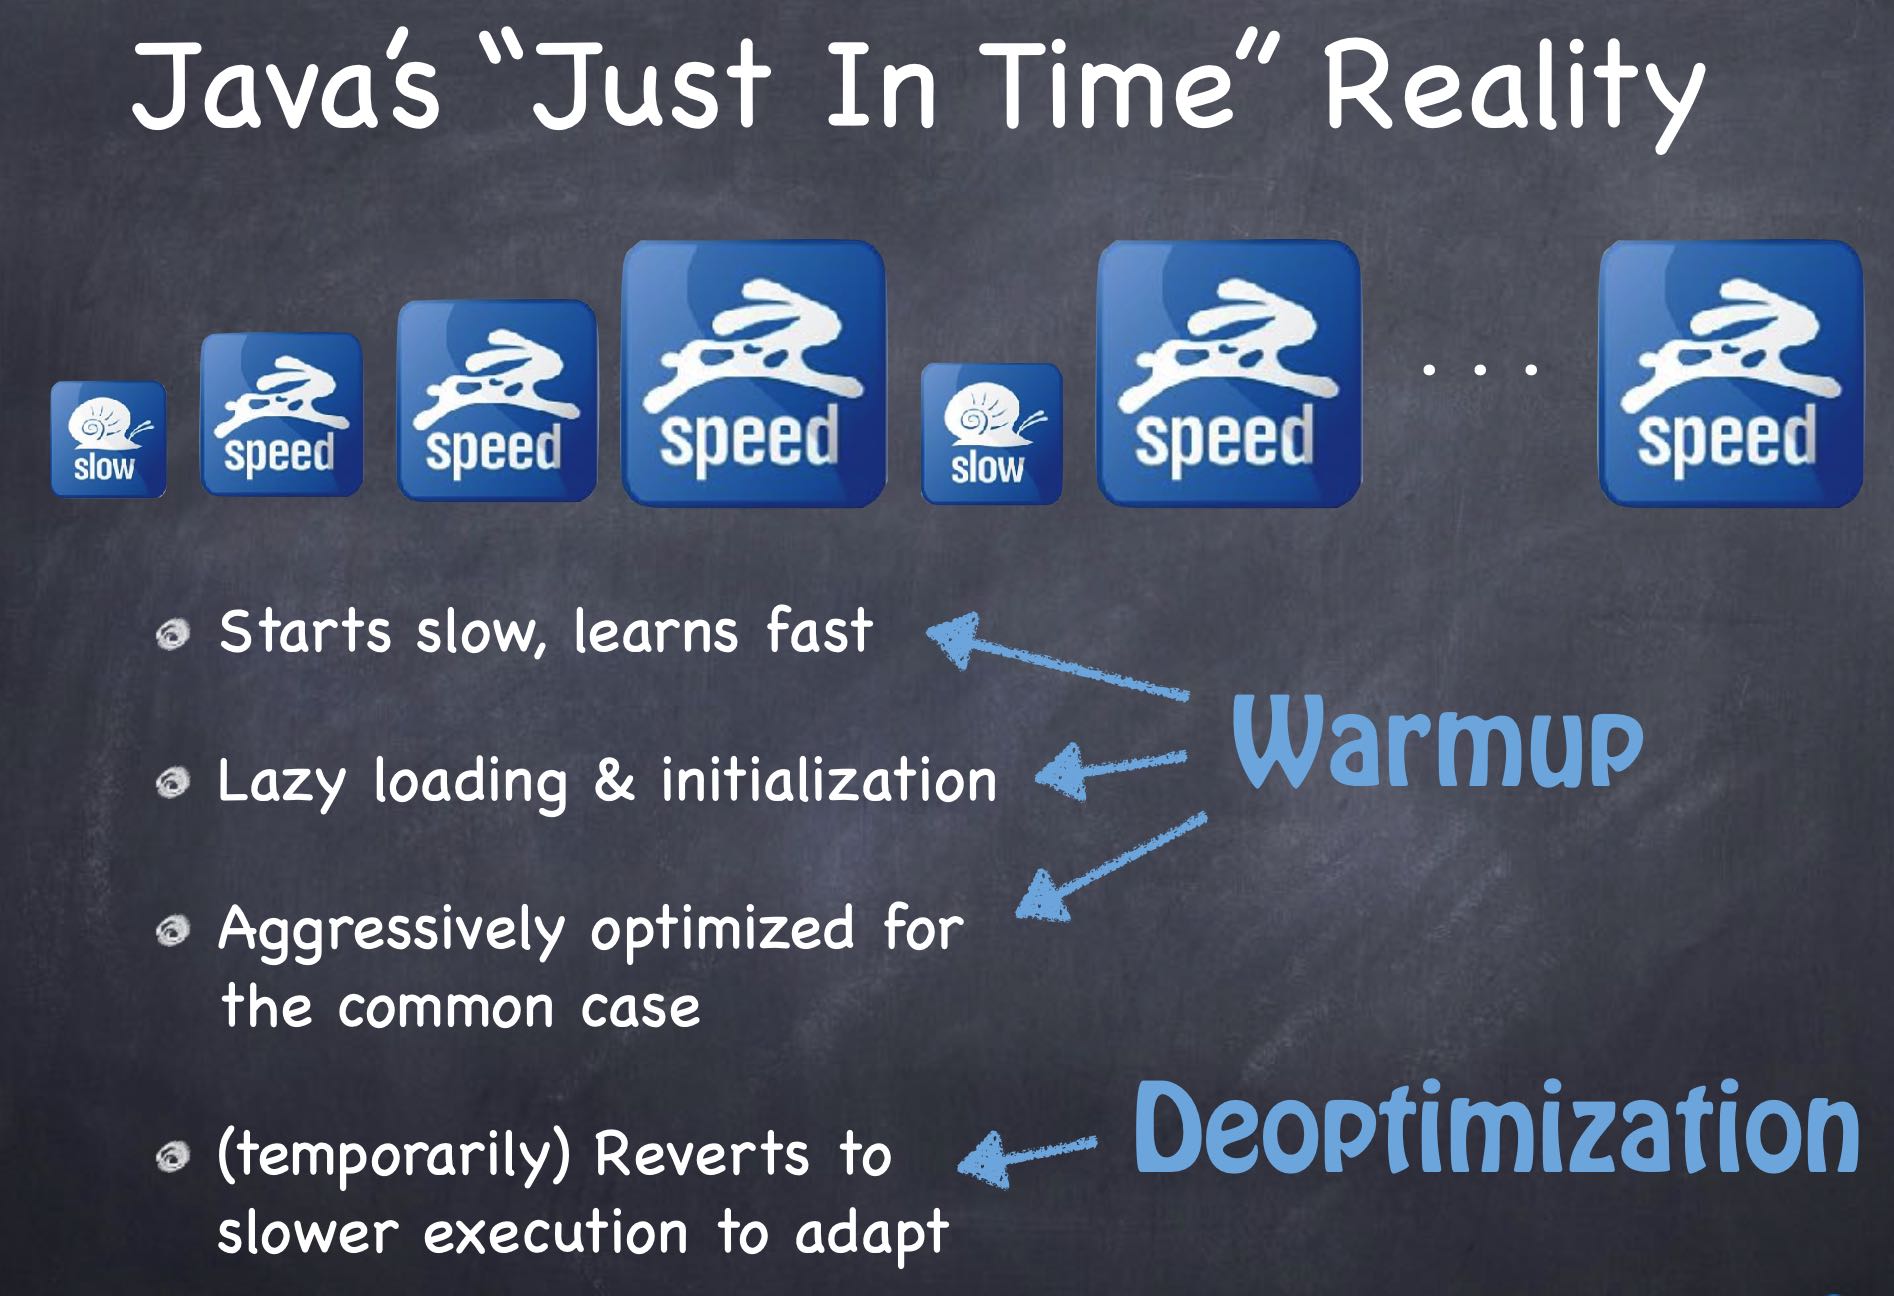 Java's “Just In Time” Reality
slow
speed
speed
speed
slow
speed
. . .
speed
Starts slow, learns fast
Lazy loading & initialization
Aggressively optimized for
the common case
Warmup
(temporarily) Reverts to
slower execution to adapt
Deoptimization